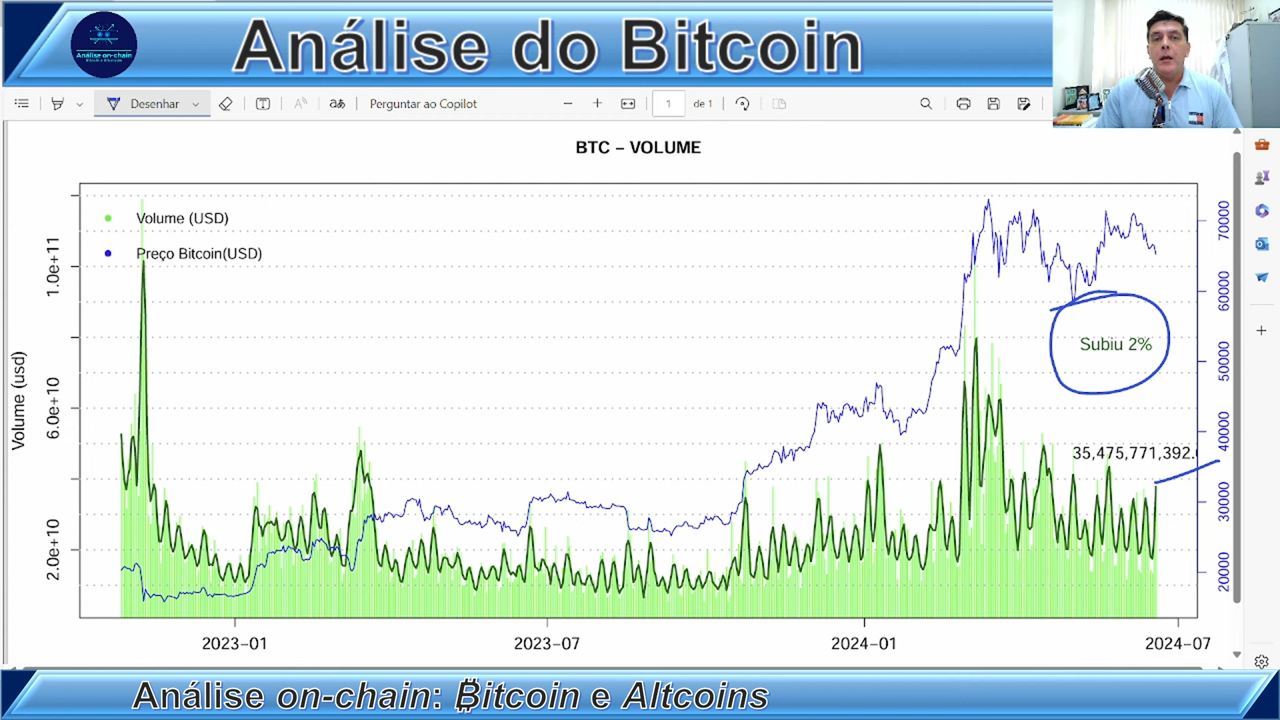 Análise do Bitcoin
Análise on-chain
Desenhar
Perguntar ao Copilot
1
de 1
BTC – VOLUME
Volume (USD)
Preço Bitcoin(USD)
Volume (usd)
1.0e+11
6.0e+10
2.0e+10
70000
60000
50000
40000
30000
20000
Subiu 2%
35,475,771,392.
2023–01
2023–07
2024–01
2024–07
Análise on-chain: ₿itcoin e Altcoins